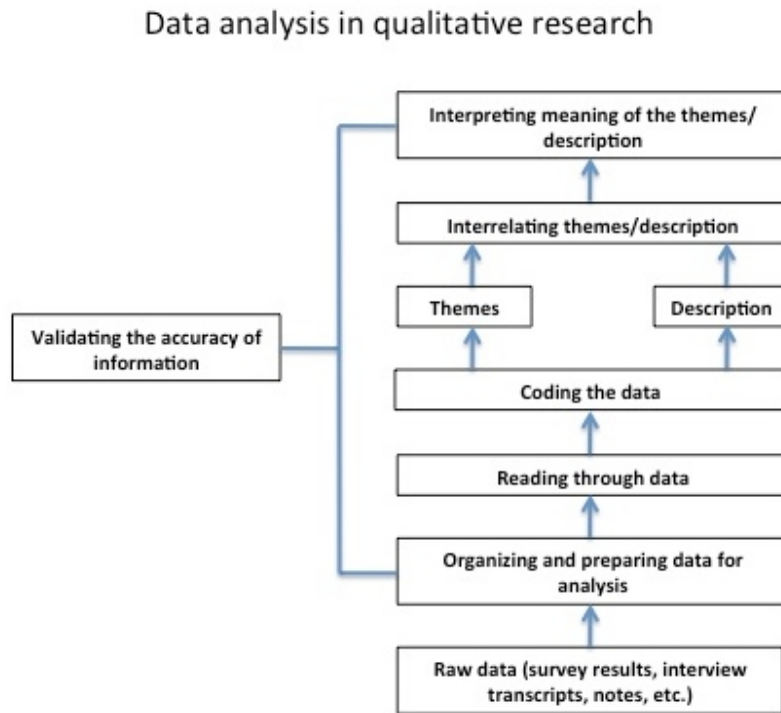 Data analysis in qualitative research
Interpreting meaning of the themes/
description
Interrelating themes/description
Themes
Description
Validating the accuracy of
information
Coding the data
Reading through data
Organizing and preparing data for
analysis
Raw data (survey results, interview
transcripts, notes, etc.)